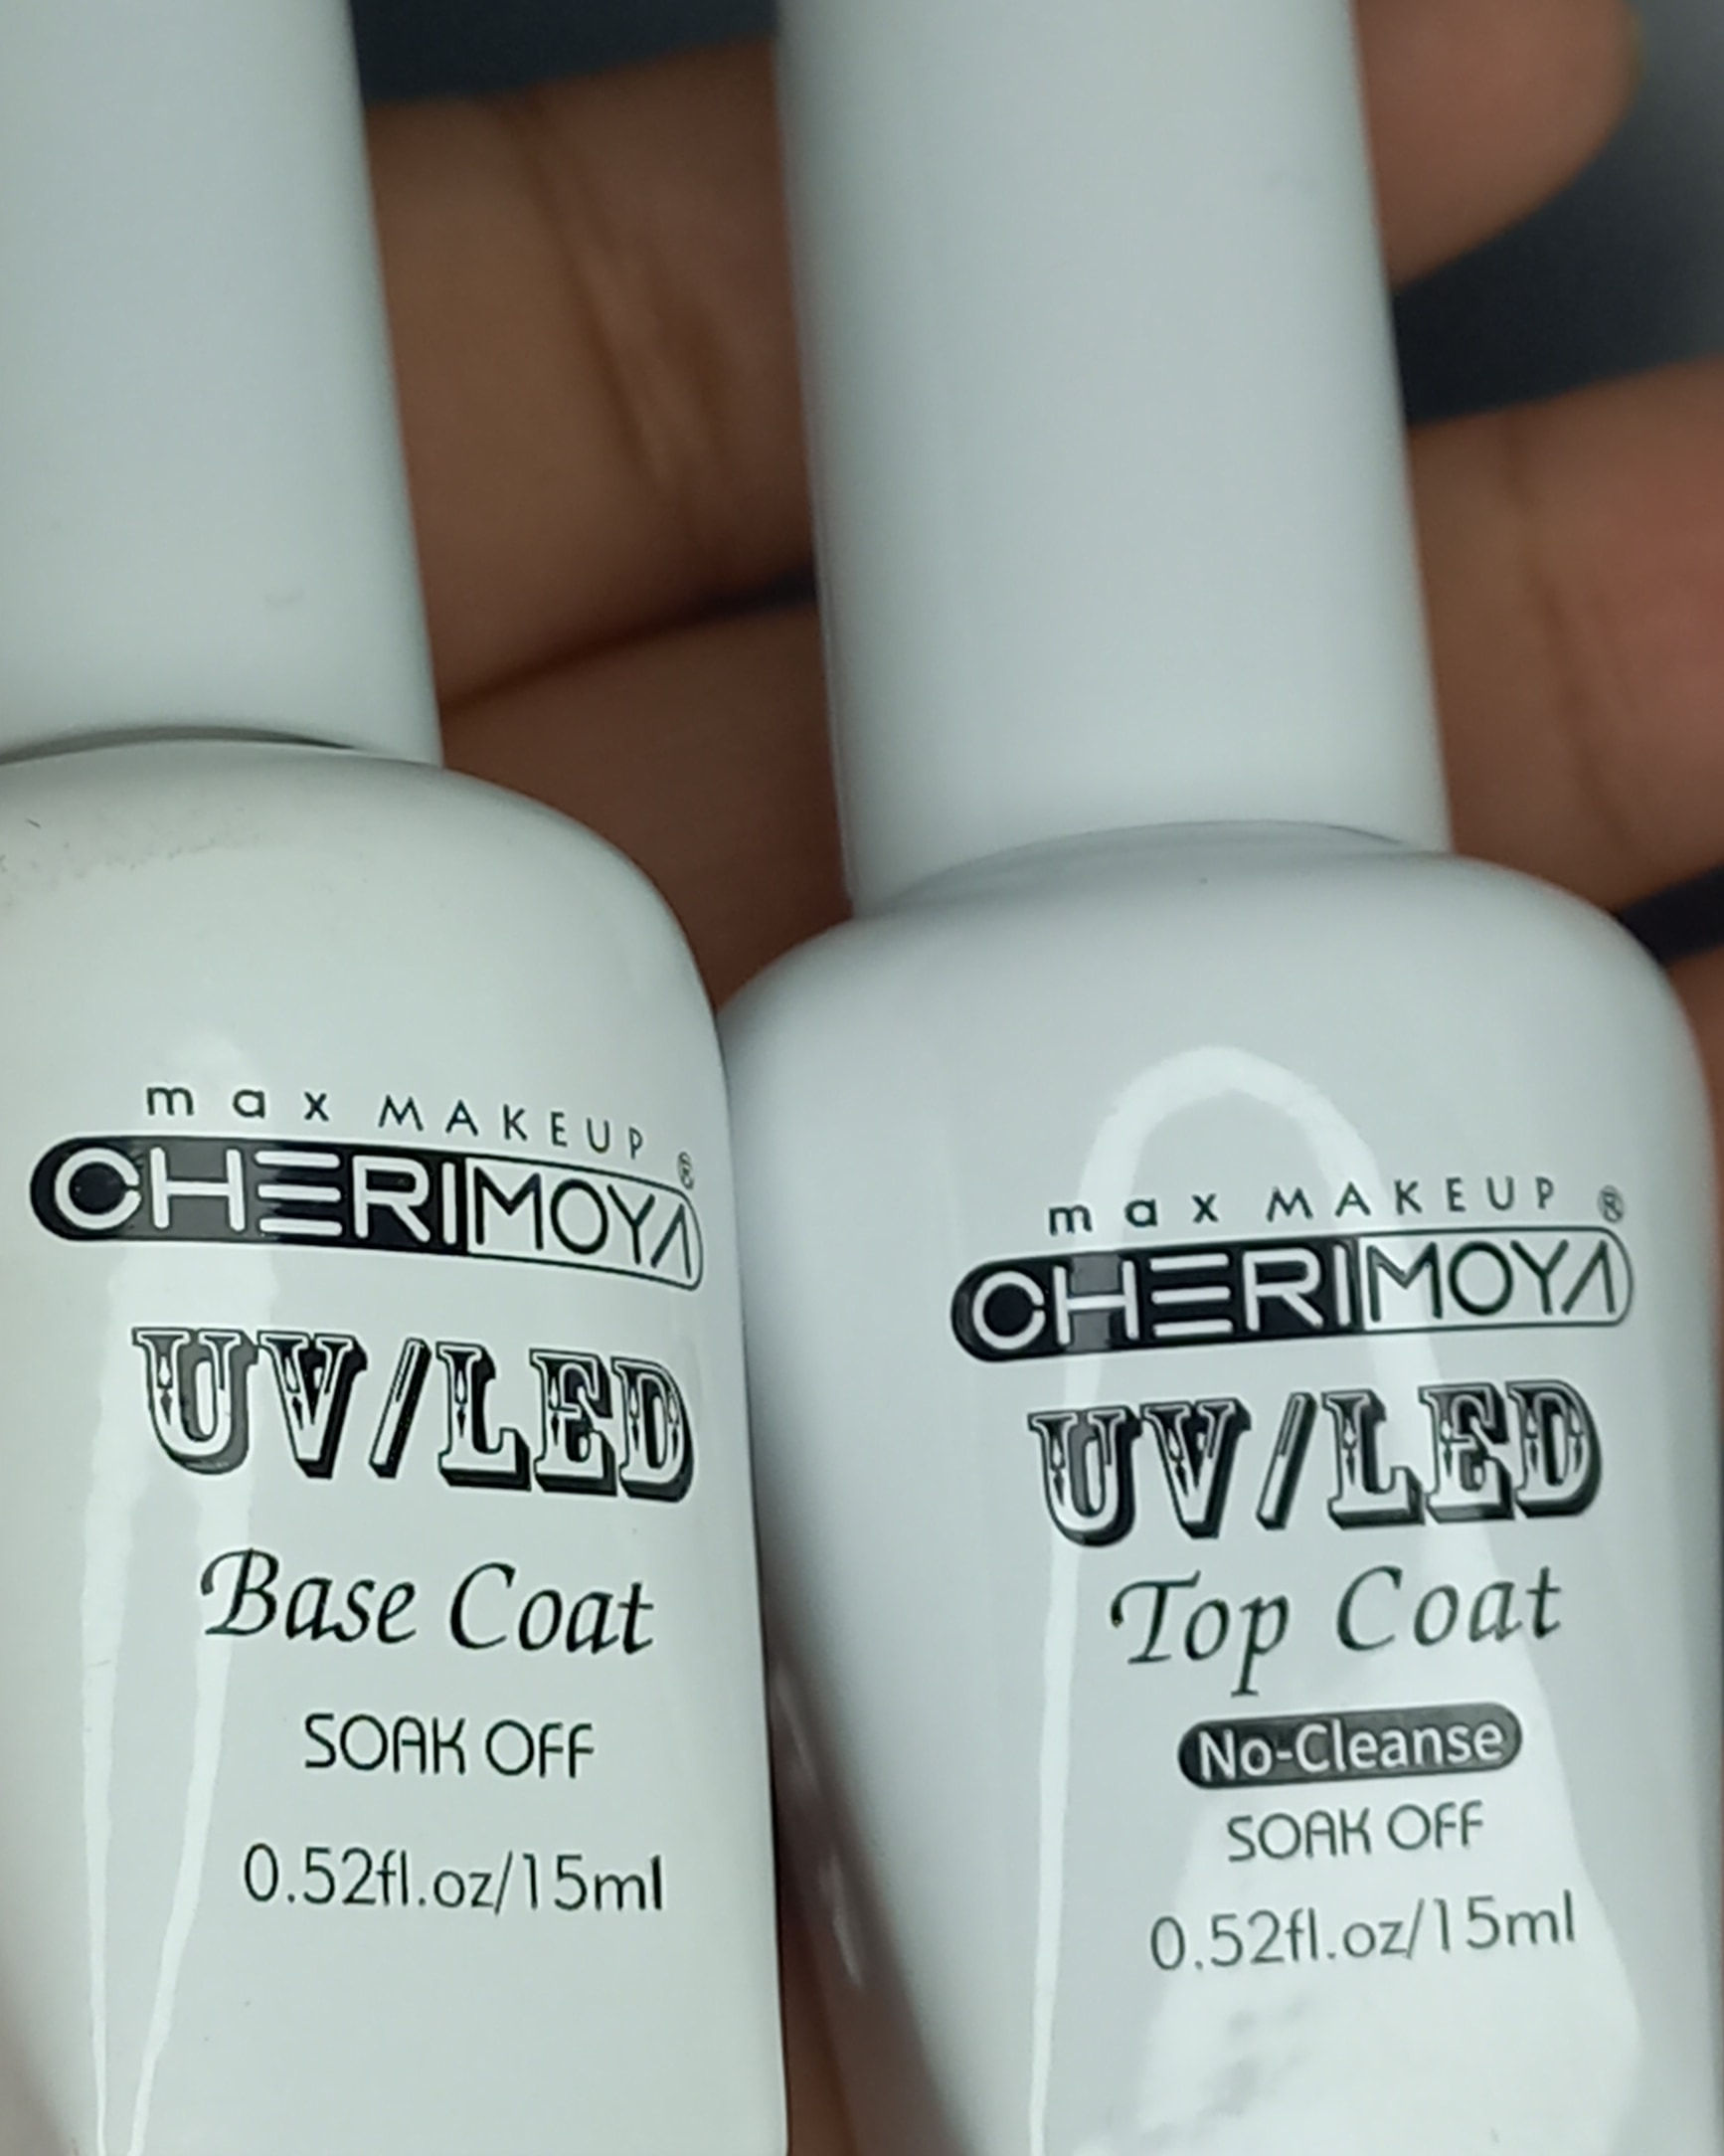 max MAKEUP ®
CHERIMOYA
UV/LED
Base Coat
SOAK OFF
0.52fl.oz/15ml
max MAKEUP ®
CHERIMOYA
UV/LED
Top Coat
No-Cleanse
SOAK OFF
0.52fl.oz/15ml